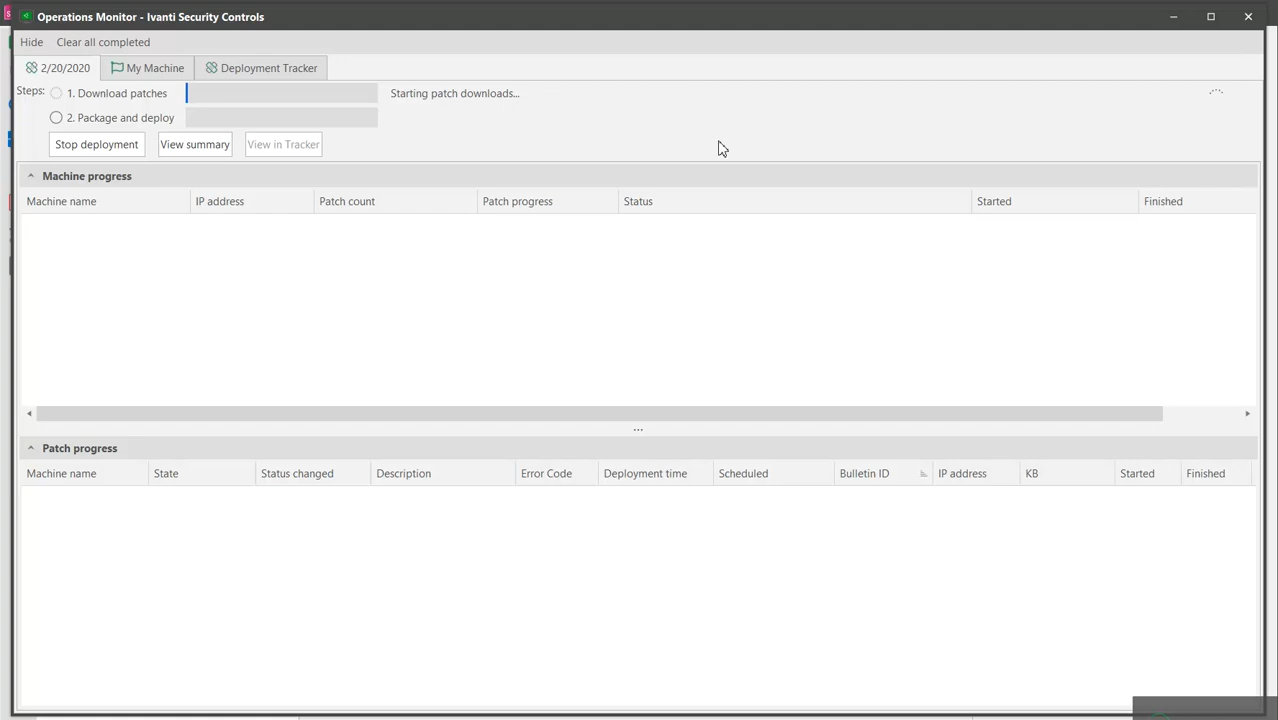 Operations Monitor - Ivanti Security Controls
Hide Clear all completed
2/20/2020 My Machine Deployment Tracker
Steps: 1. Download patches Starting patch downloads...
2. Package and deploy
Stop deployment View summary View in Tracker
Machine progress
Machine name IP address Patch count Patch progress Status Started Finished
...
Patch progress
Machine name State Status changed Description Error Code Deployment time Scheduled Bulletin ID IP address KB Started Finished